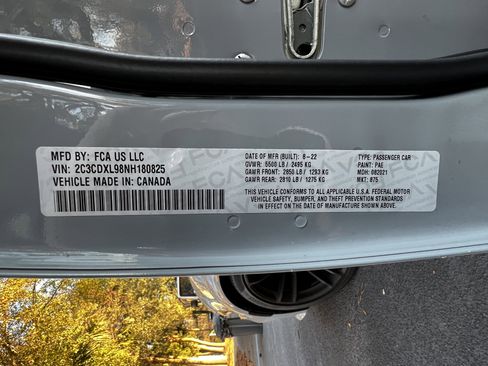 MFD BY: FCA US LLC
VIN: 2C3CDXL98NH180825
VEHICLE MADE IN: CANADA
DATE OF MFR(BUILT): 8-22
GVWR: 5500 LB / 2495 KG
GAWR FRONT: 2850 LB / 1293 KG
GAWR REAR: 2810 LB / 1275 KG
TYPE: PASSENGER CAR
PAINT: PAE
MDH: 082021
MKT: 875
THIS VEHICLE CONFORMS TO ALL APPLICABLE U.S.A. FEDERAL MOTOR
VEHICLE SAFETY, BUMPER, AND THEFT PREVENTION STANDARDS
IN EFFECT ON THE DATE OF MANUFACTURE SHOWN ABOVE.